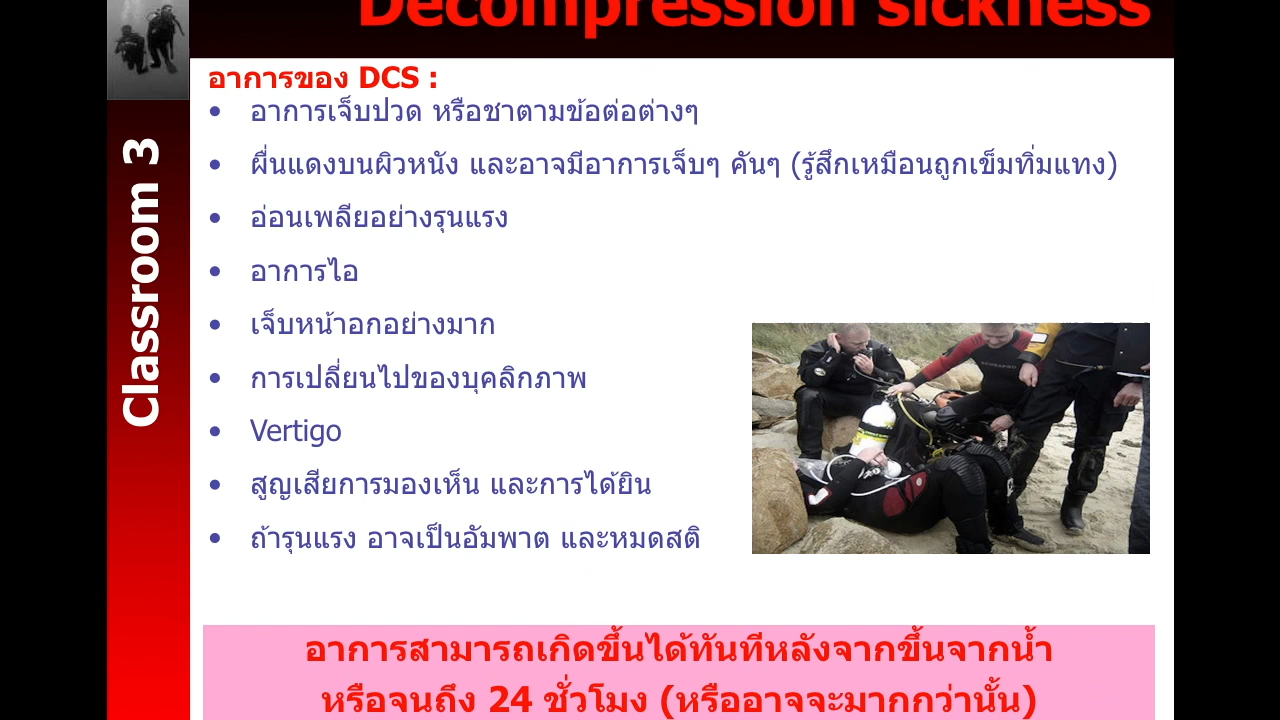 Decompression sickness
Classroom 3
อาการของ DCS :
• อาการเจ็บปวด หรือชาตามข้อต่อต่างๆ
• ผื่นแดงบนผิวหนัง และอาจมีอาการเจ็บๆ คันๆ (รู้สึกเหมือนถูกเข็มทิ่มแทง)
• อ่อนเพลียอย่างรุนแรง
• อาการไอ
• เจ็บหน้าอกอย่างมาก
• การเปลี่ยนไปของบุคลิกภาพ
• Vertigo
• สูญเสียการมองเห็น และการได้ยิน
• ถ้ารุนแรง อาจเป็นอัมพาต และหมดสติ
อาการสามารถเกิดขึ้นได้ทันทีหลังจากขึ้นจากน้ำ
หรือจนถึง 24 ชั่วโมง (หรืออาจจะมากกว่านั้น)